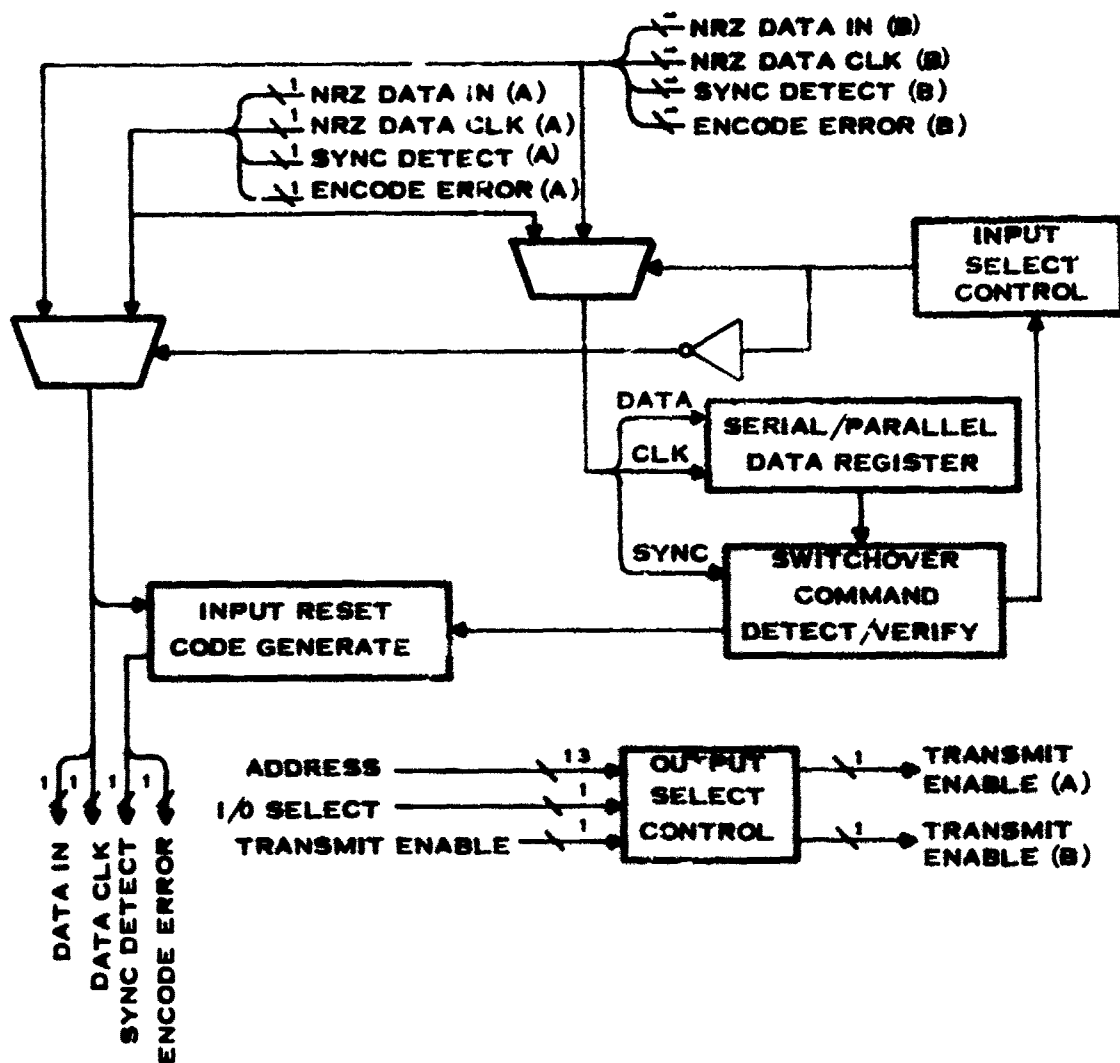 NRZ DATA IN (B)
NRZ DATA CLK (B)
SYNC DETECT (B)
ENCODE ERROR (B)
1 NRZ DATA IN (A)
1 NRZ DATA CLK (A)
1 SYNC DETECT (A)
1 ENCODE ERROR (A)
INPUT
SELECT
CONTROL
DATA
SERIAL/PARALLEL
DATA REGISTER
CLK
SYNC
SWITCHOVER
COMMAND
DETECT/VERIFY
INPUT RESET
CODE GENERATE
1 1 1 1
DATA IN
DATA CLK
SYNC DETECT
ENCODE ERROR
ADDRESS 13
I/O SELECT 1
TRANSMIT ENABLE 1
OUTPUT
SELECT
CONTROL
1 TRANSMIT
ENABLE (A)
1 TRANSMIT
ENABLE (B)